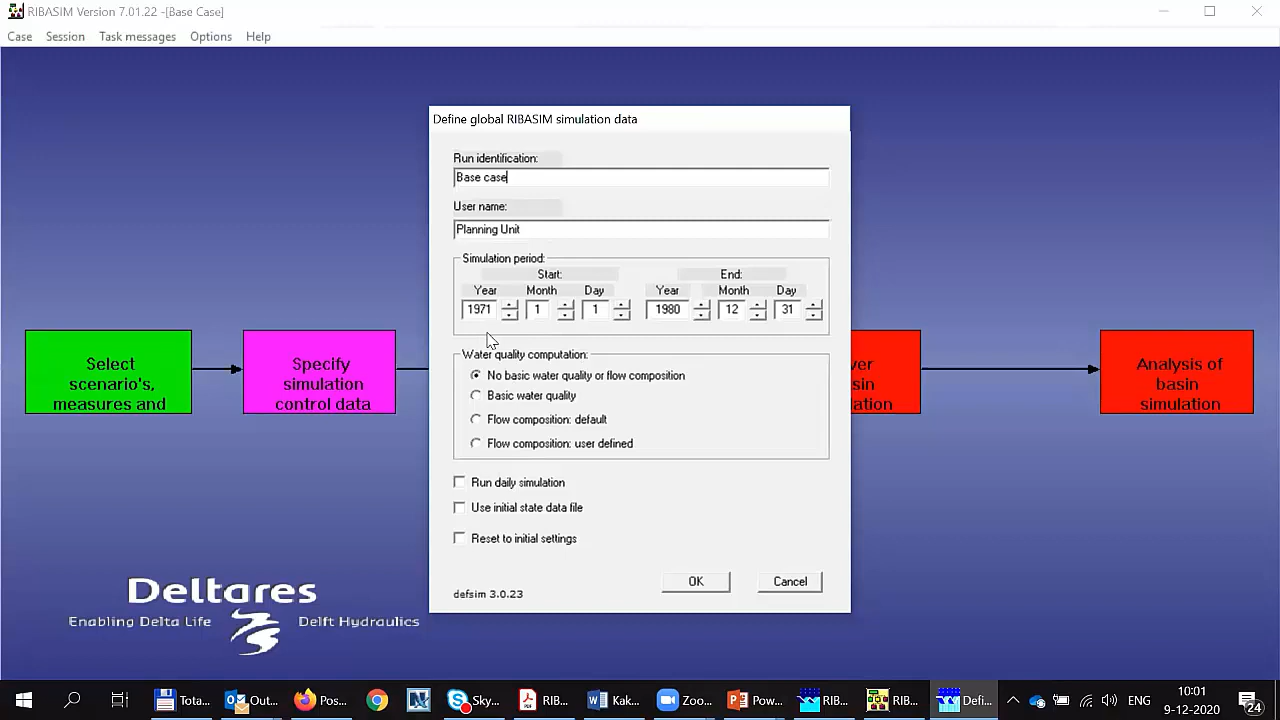 RIBASIM Version 7.01.22 -[Base Case]
Case Session Task messages Options Help
Define global RIBASIM simulation data
Run identification:
Base case
User name:
Planning Unit
Simulation period:
Start: End:
Year Month Day Year Month Day
1971 1 1 1980 12 31
Water quality computation:
No basic water quality or flow composition
Basic water quality
Flow composition: default
Flow composition: user defined
Run daily simulation
Use initial state data file
Reset to initial settings
OK Cancel
defsim 3.0.23
Select
scenario's,
measures and
Specify
simulation
control data
Analysis of
basin
simulation
Deltares
Enabling Delta Life Delft Hydraulics
Tota... Out... Pos... Sky... RIB... Kak... Zoo... Pow... RIB... RIB... Defi... ENG
10:01
9-12-2020
24